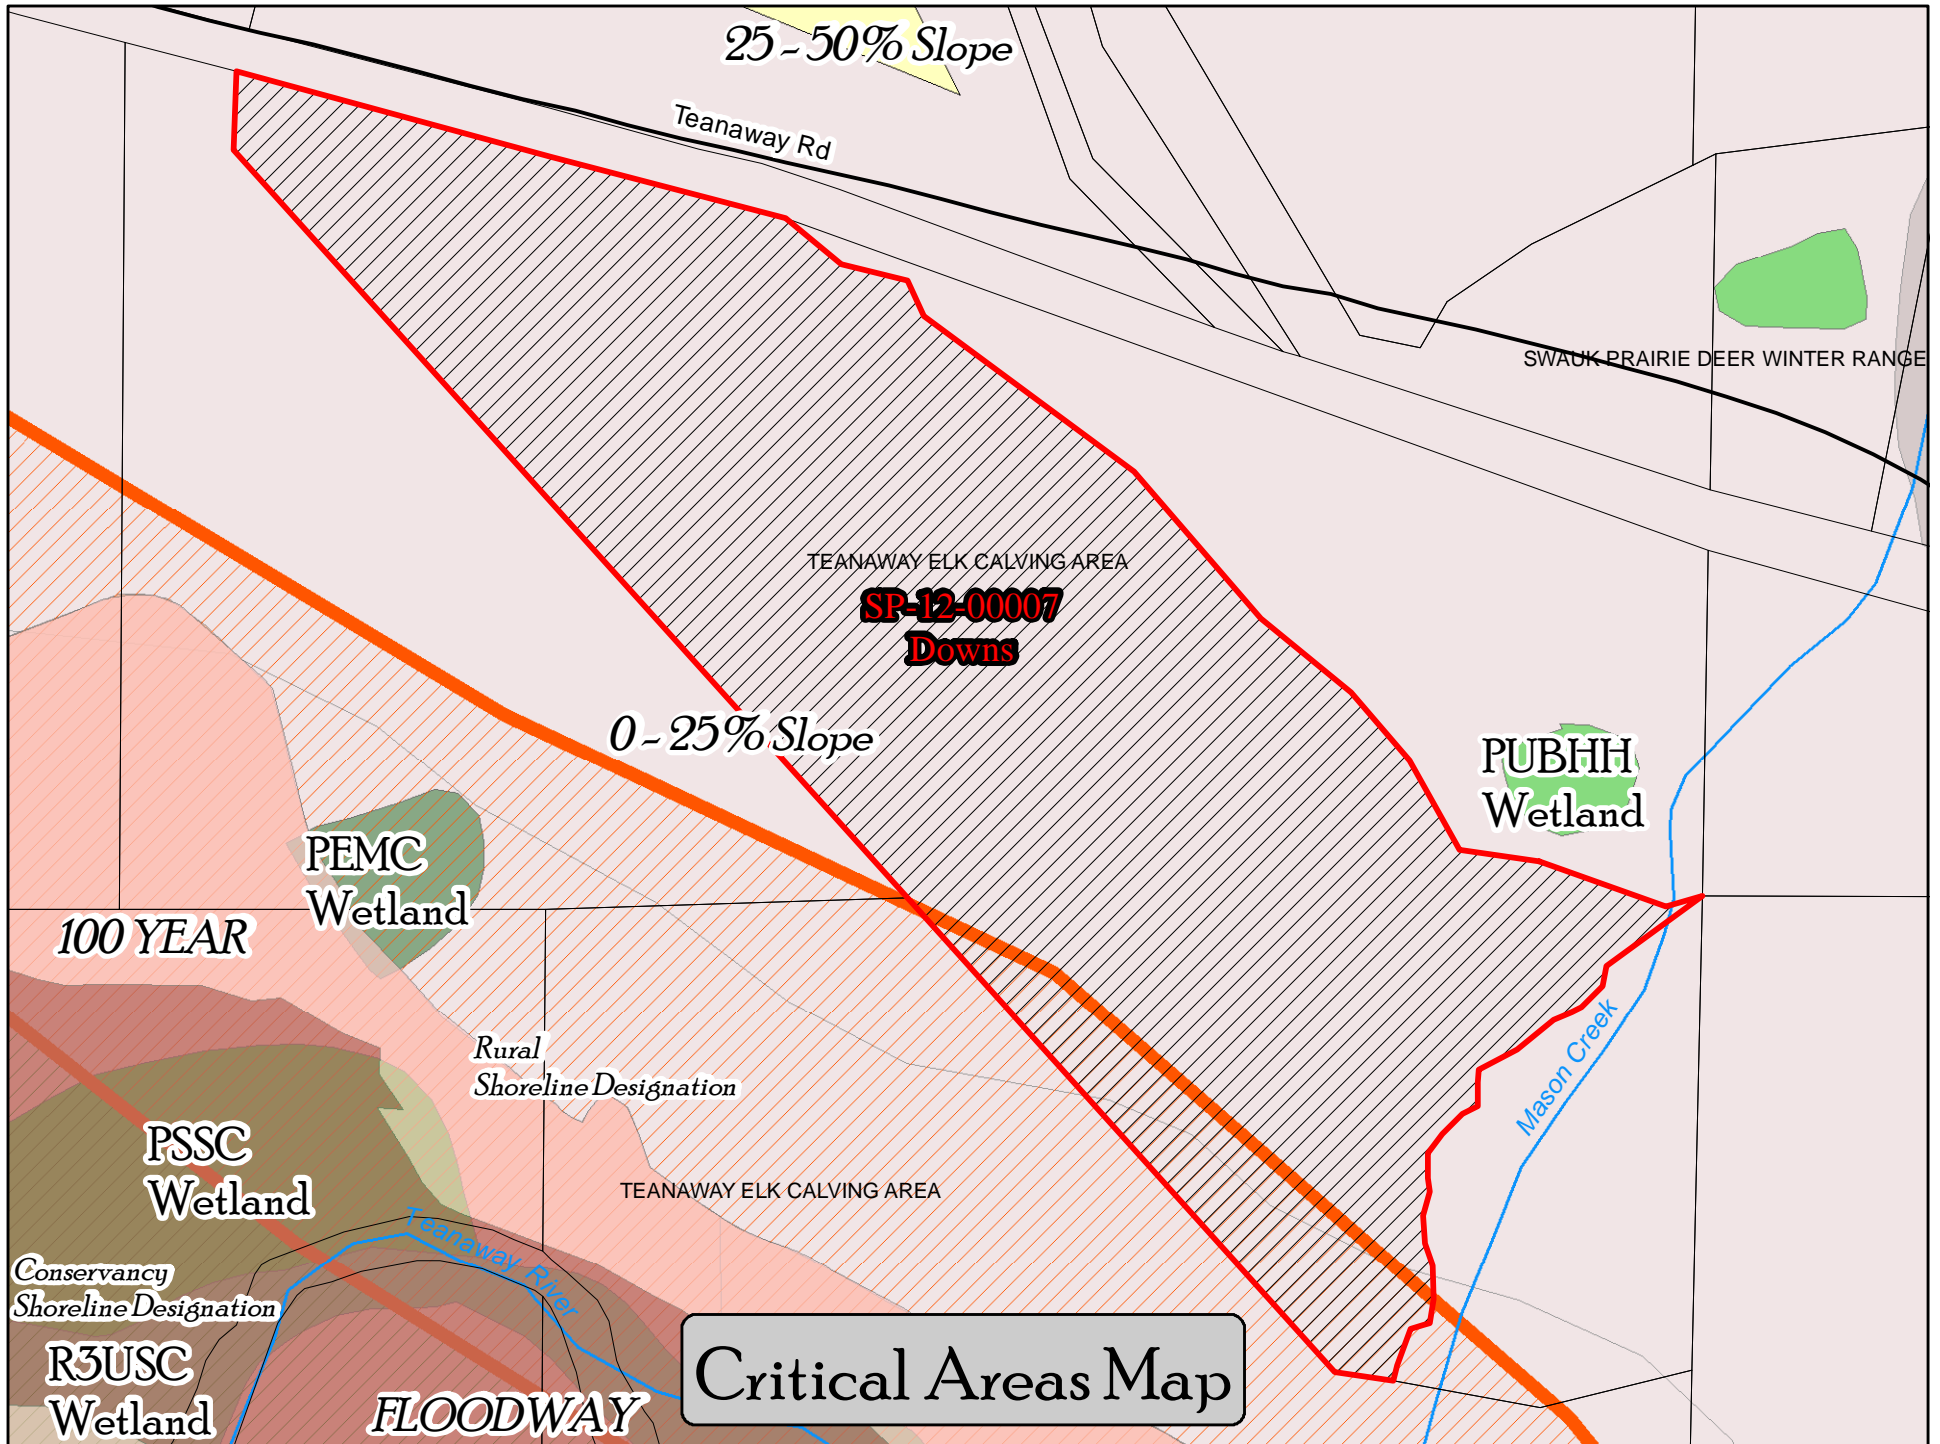 25 - 50% Slope
Teanaway Rd
SWAUK PRAIRIE DEER WINTER RANGE
TEANAWAY ELK CALVING AREA
SP-12-00007
Downs
0 - 25% Slope
PUBHH
Wetland
PEMC
Wetland
100 YEAR
Rural
Shoreline Designation
Mason Creek
PSSC
Wetland
TEANAWAY ELK CALVING AREA
Teanaway River
Conservancy
Shoreline Designation
R3USC
Wetland
FLOODWAY
Critical Areas Map